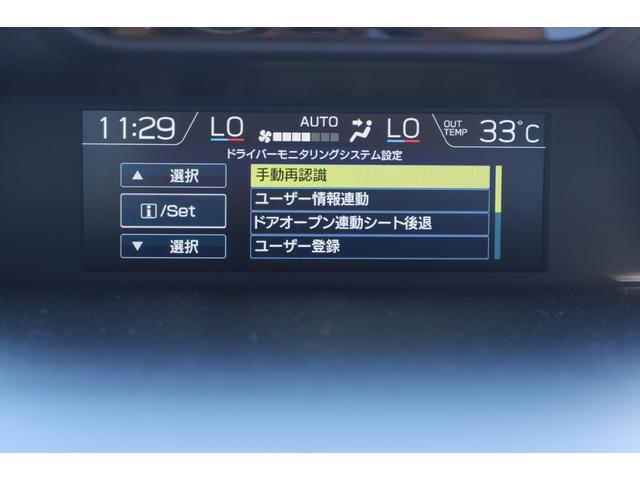 11:29 LO AUTO LO OUT TEMP 33°C
ドライバーモニタリングシステム設定
▲ 選択
手動再認識
ユーザー情報連動
i/Set
ドアオープン連動シート後退
▼ 選択
ユーザー登録